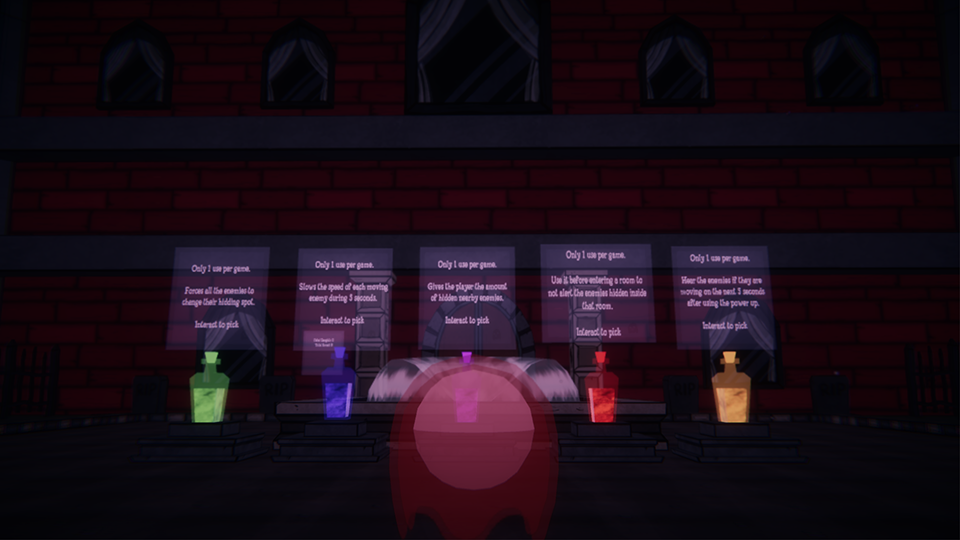 Only 1 use per game.
Forces all the enemies to
change their hidding spot.
Interact to pick
Only 1 use per game.
Slows the speed of each moving
enemy during 3 seconds.
Interact to pick
Only 1 use per game.
Gives the player the amount
of hidden nearby enemies.
Interact to pick
Only 1 use per game.
Use it before entering a room to
not alert the enemies hidden inside
that room.
Interact to pick
Only 1 use per game.
Hear the enemies if they are
moving on the next 3 seconds
after using the power up.
Interact to pick